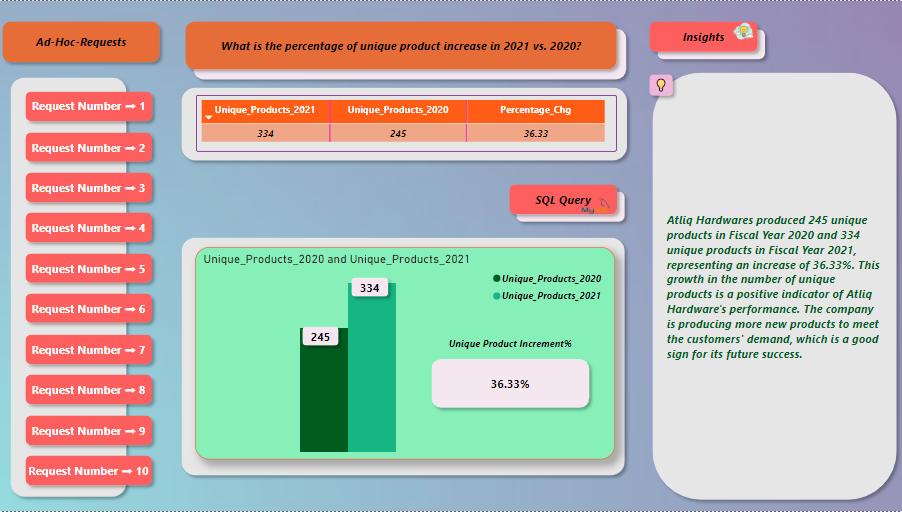 Ad-Hoc-Requests
Request Number → 1
Request Number → 2
Request Number → 3
Request Number → 4
Request Number → 5
Request Number → 6
Request Number → 7
Request Number → 8
Request Number → 9
Request Number → 10
What is the percentage of unique product increase in 2021 vs. 2020?
Unique_Products_2021 Unique_Products_2020 Percentage_Chg
334 245 36.33
SQL Query
My
Unique_Products_2020 and Unique_Products_2021
Unique_Products_2020
Unique_Products_2021
334
245
Unique Product Increment%
36.33%
Insights
Atliq Hardwares produced 245 unique
products in Fiscal Year 2020 and 334
unique products in Fiscal Year 2021,
representing an increase of 36.33%. This
growth in the number of unique
products is a positive indicator of Atliq
Hardware's performance. The company
is producing more new products to meet
the customers' demand, which is a good
sign for its future success.